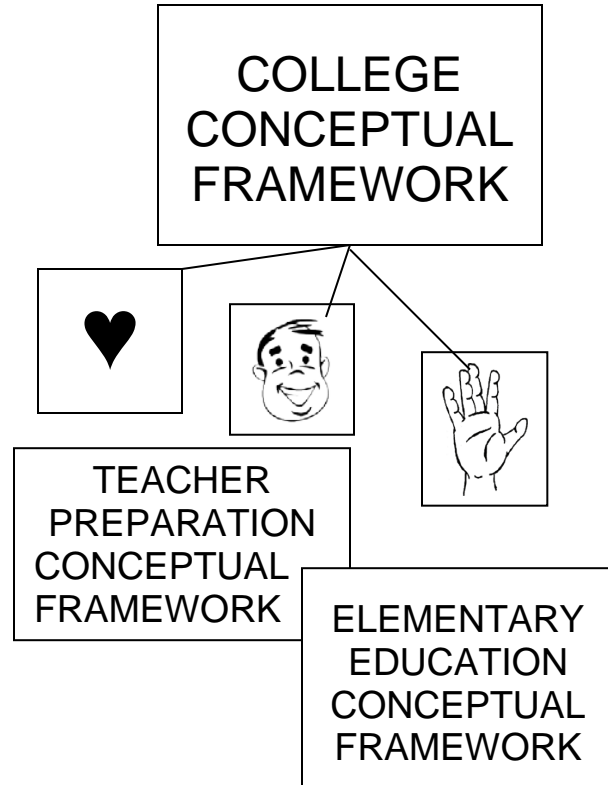 COLLEGE
CONCEPTUAL
FRAMEWORK
TEACHER
PREPARATION
CONCEPTUAL
FRAMEWORK
ELEMENTARY
EDUCATION
CONCEPTUAL
FRAMEWORK